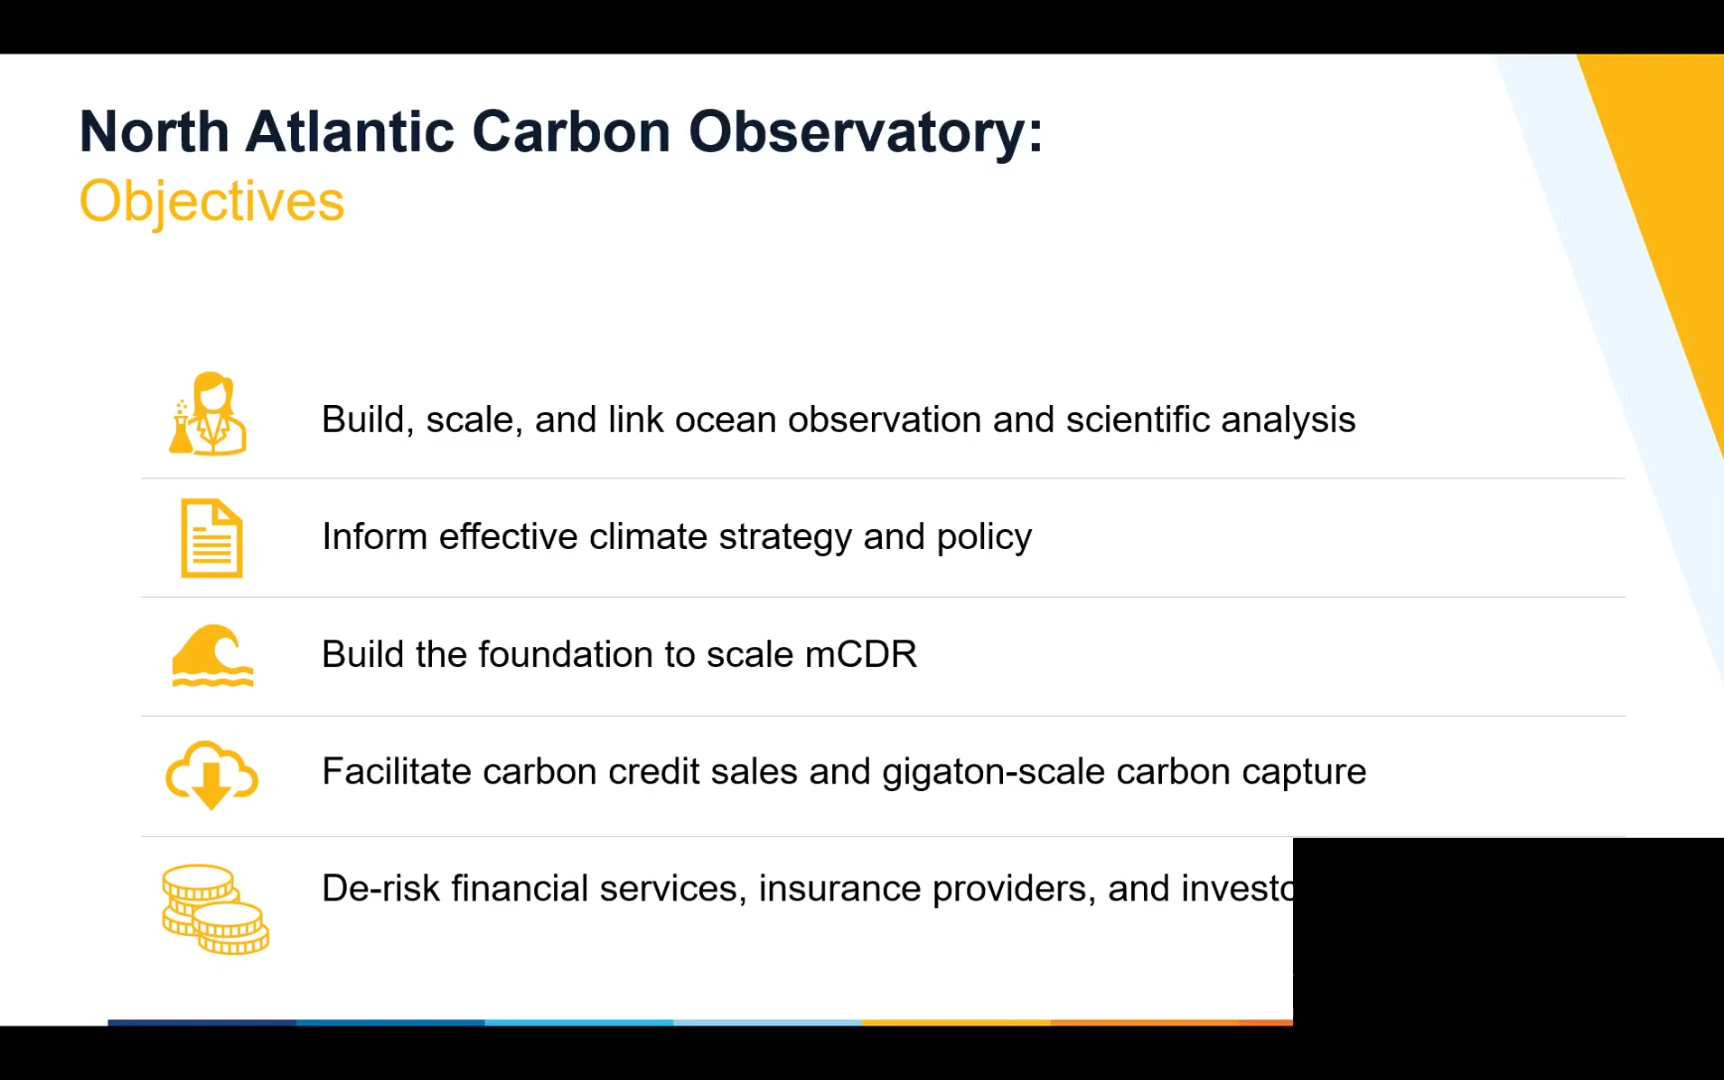 North Atlantic Carbon Observatory:
Objectives
Build, scale, and link ocean observation and scientific analysis
Inform effective climate strategy and policy
Build the foundation to scale mCDR
Facilitate carbon credit sales and gigaton-scale carbon capture
De-risk financial services, insurance providers, and